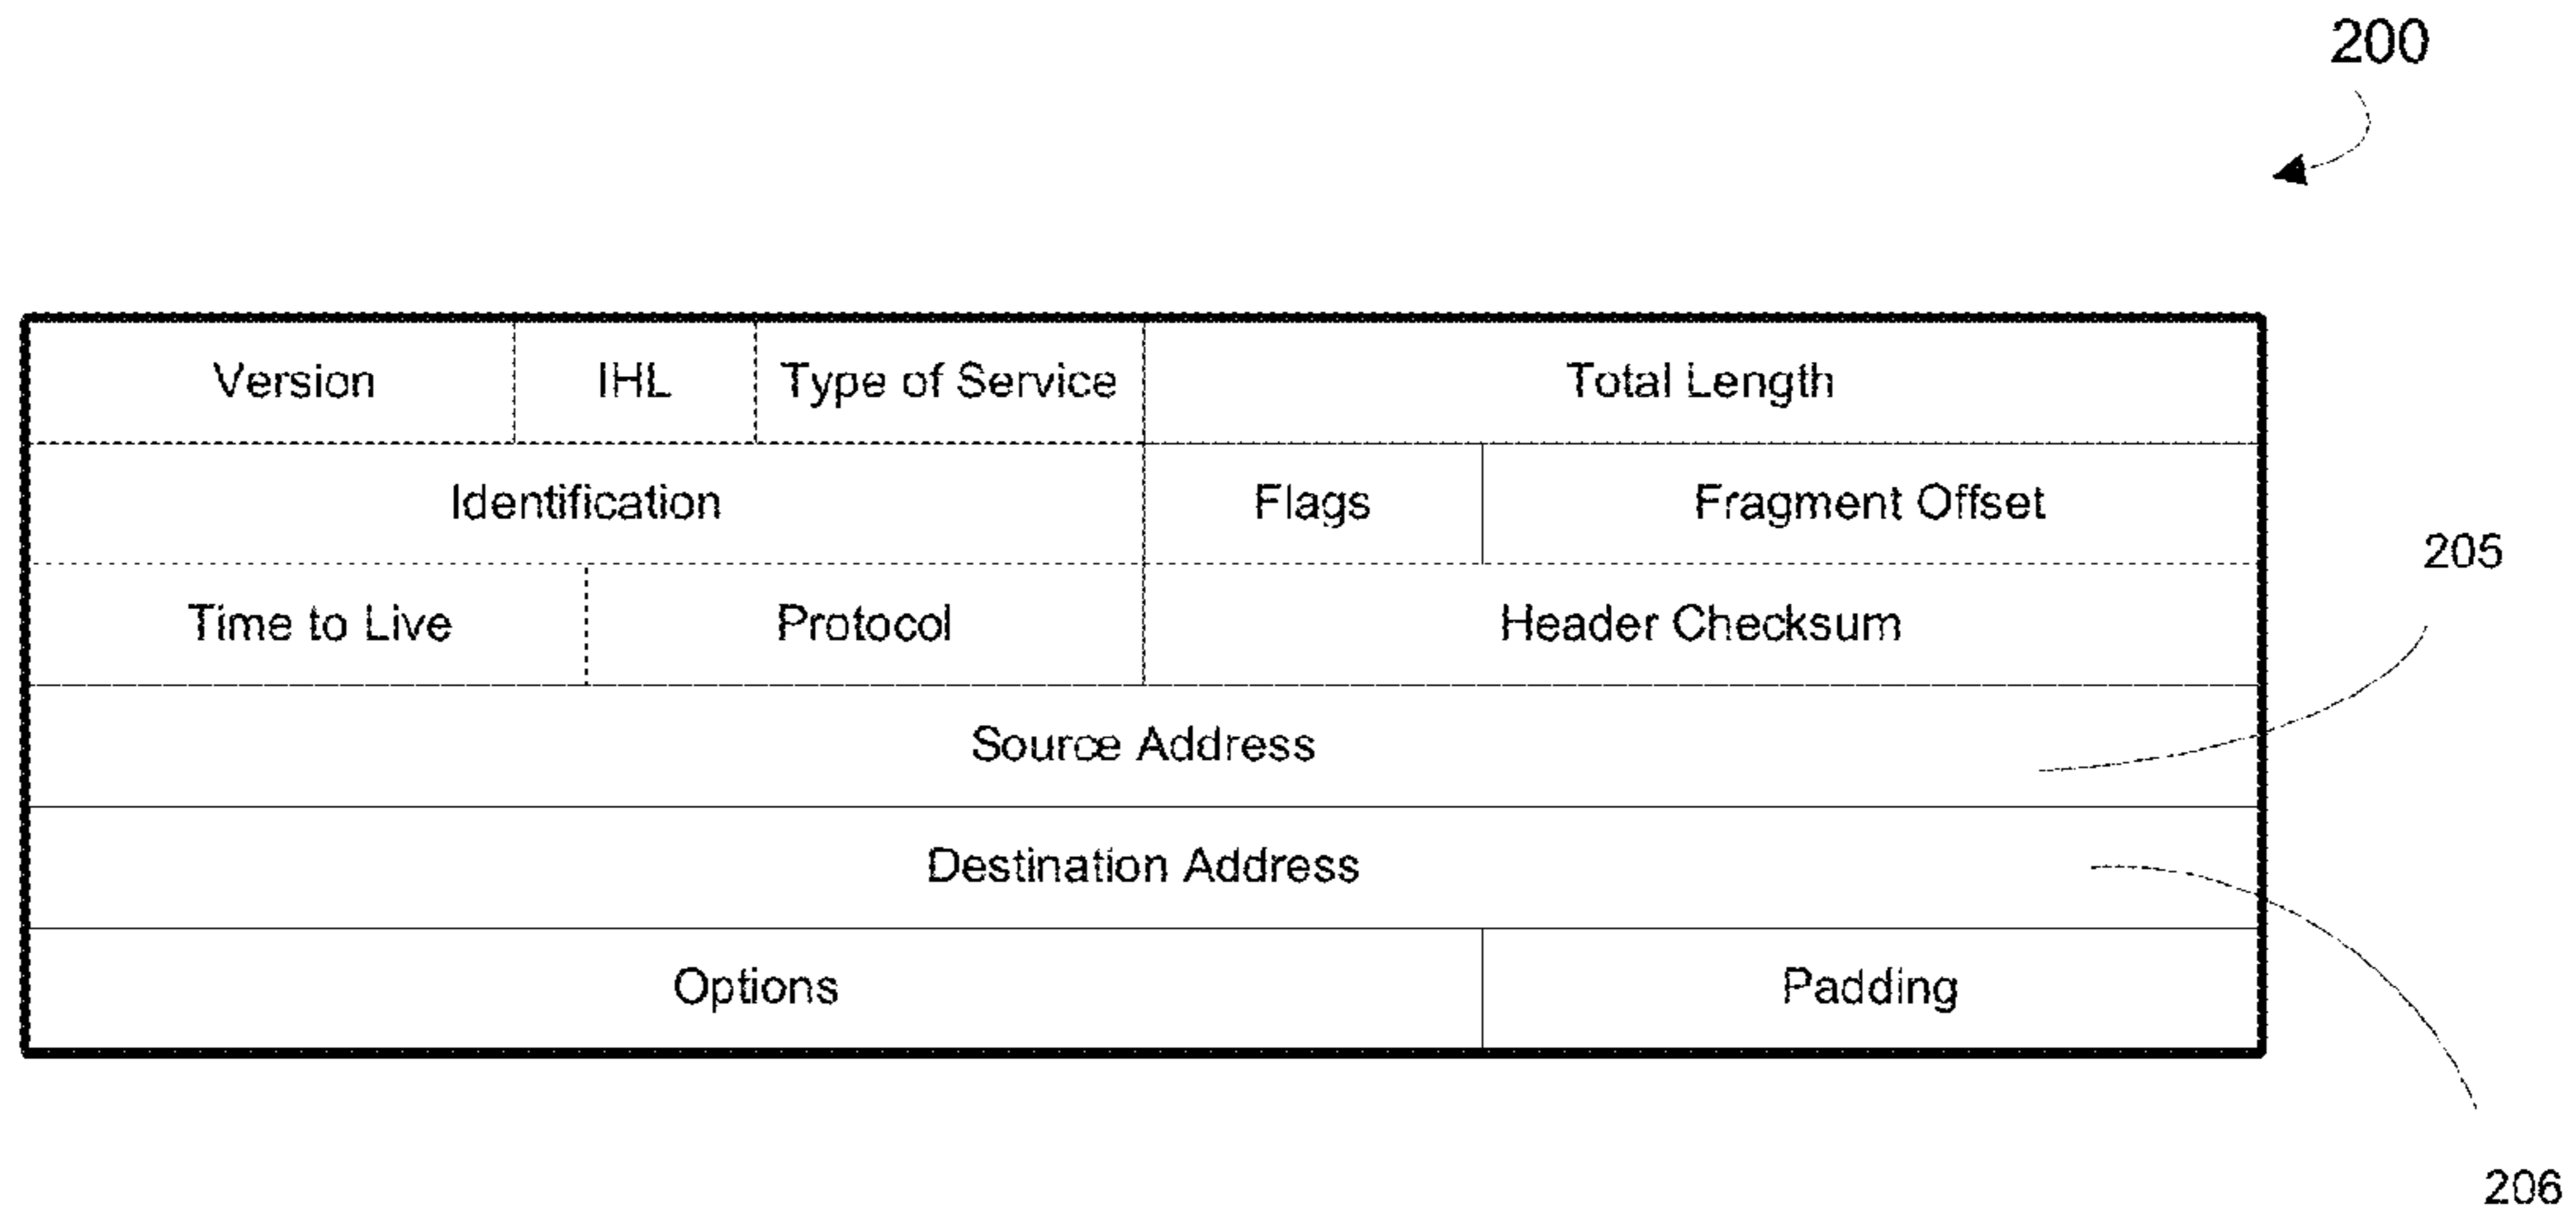 200
Version IHL Type of Service Total Length
Identification Flags Fragment Offset
205
Time to Live Protocol Header Checksum
Source Address
Destination Address
Options Padding
206